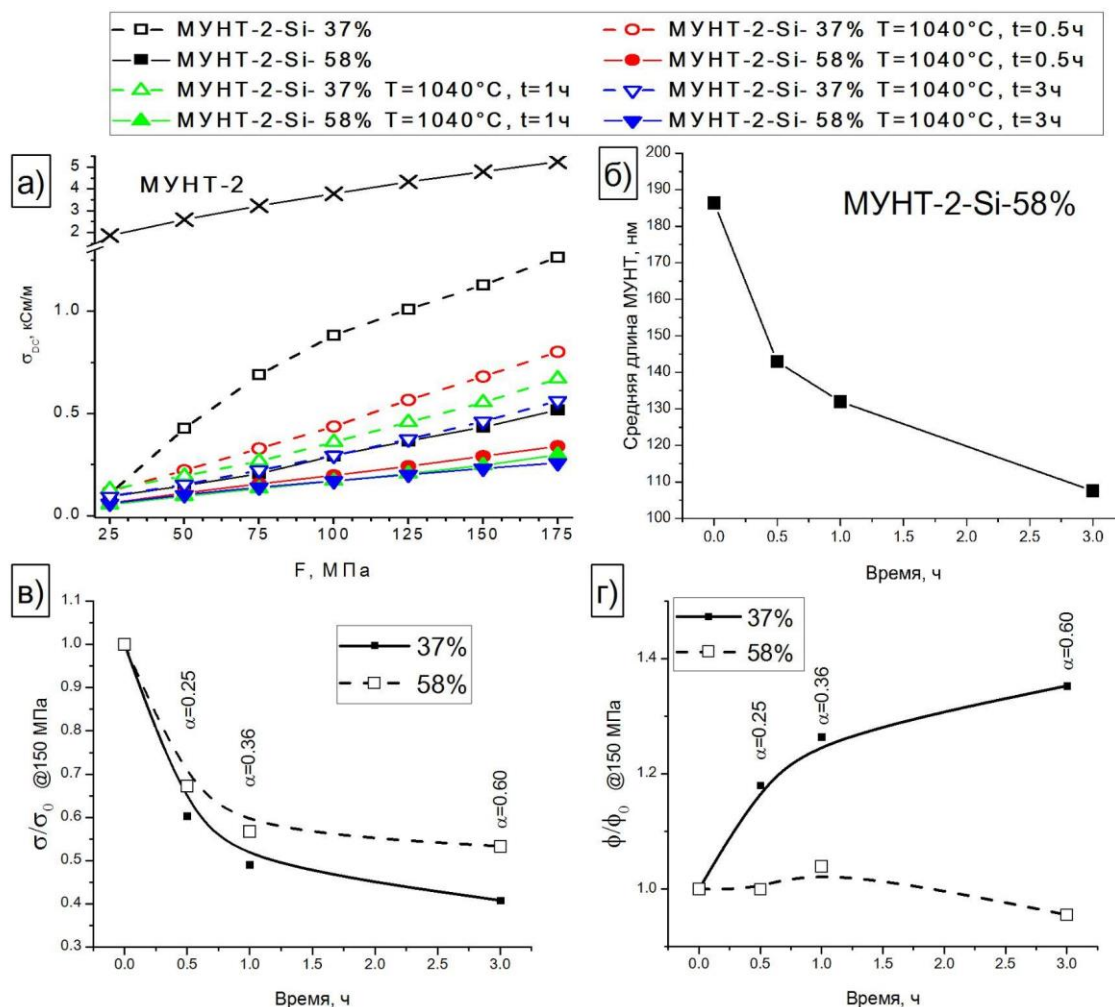 МУНТ-2-Si- 37%
МУНТ-2-Si- 58%
МУНТ-2-Si- 37% T=1040°C, t=1ч
МУНТ-2-Si- 58% T=1040°C, t=1ч
МУНТ-2-Si- 37% T=1040°C, t=0.5ч
МУНТ-2-Si- 58% T=1040°C, t=0.5ч
МУНТ-2-Si- 37% T=1040°C, t=3ч
МУНТ-2-Si- 58% T=1040°C, t=3ч
а)
МУНТ-2
5
4
3
2
1.0
0.5
0.0
σDC, кСм/м
25 50 75 100 125 150 175
F, МПа
б)
МУНТ-2-Si-58%
200
190
180
170
160
150
140
130
120
110
100
Средняя длина МУНТ, нм
0.0 0.5 1.0 1.5 2.0 2.5 3.0
Время, ч
в)
37%
58%
1.1
1.0
0.9
0.8
0.7
0.6
0.5
0.4
0.3
σ/σ0 @150 МПа
α=0.25
α=0.36
α=0.60
0.0 0.5 1.0 1.5 2.0 2.5 3.0
Время, ч
г)
37%
58%
1.4
1.2
1.0
ϕ/ϕ0 @150 МПа
α=0.25
α=0.36
α=0.60
0.0 0.5 1.0 1.5 2.0 2.5 3.0
Время, ч